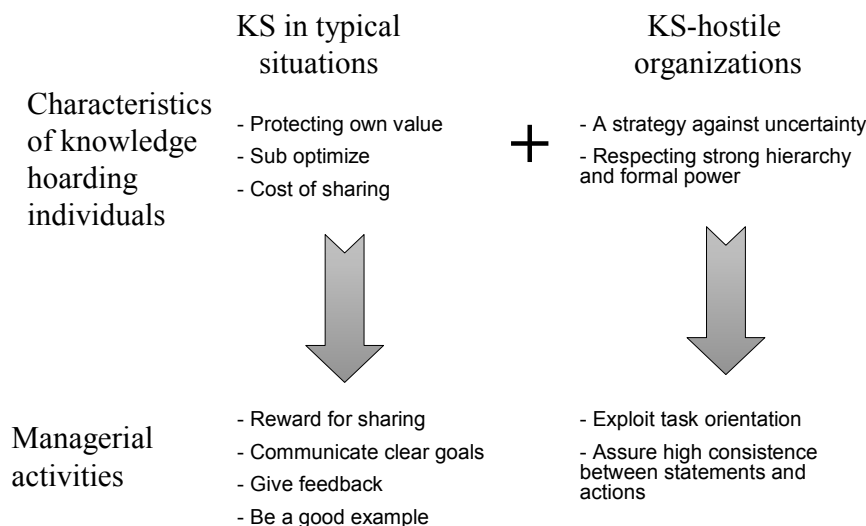 KS in typical
situations
KS-hostile
organizations
Characteristics
of knowledge
hoarding
individuals
- Protecting own value
- Sub optimize
- Cost of sharing
+
- A strategy against uncertainty
- Respecting strong hierarchy
and formal power
Managerial
activities
- Reward for sharing
- Communicate clear goals
- Give feedback
- Be a good example
- Exploit task orientation
- Assure high consistence
between statements and
actions